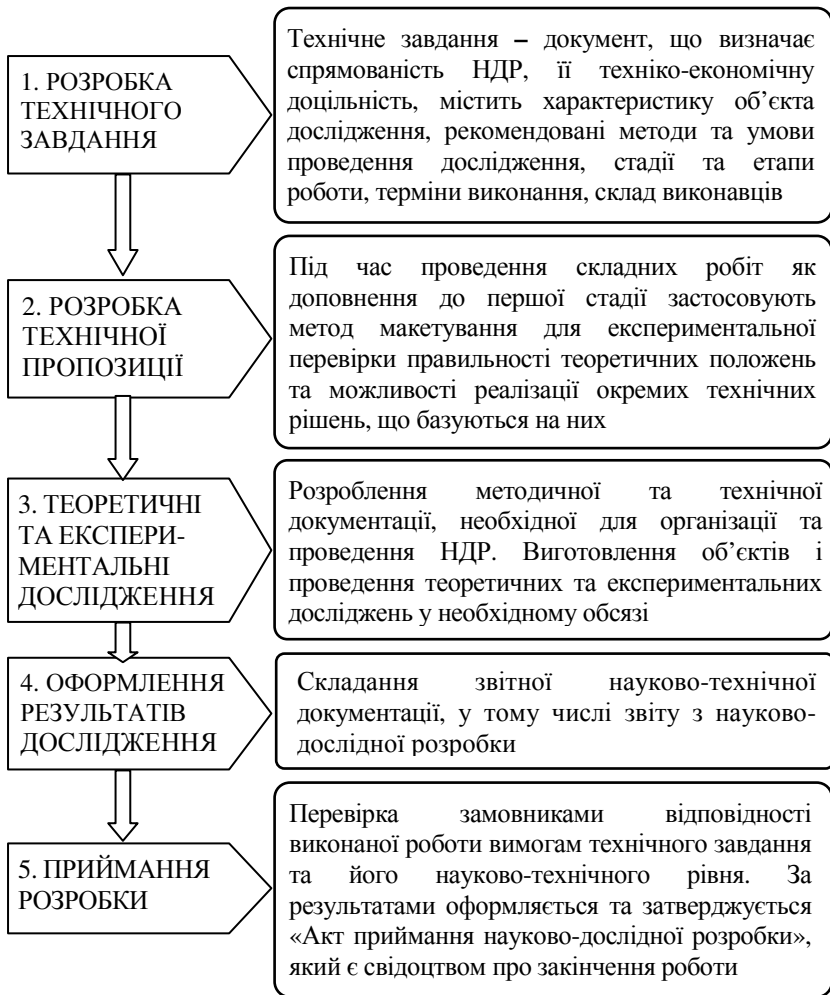 1. РОЗРОБКА
ТЕХНІЧНОГО
ЗАВДАННЯ
Технічне завдання – документ, що визначає
спрямованість НДР, її техніко-економічну
доцільність, містить характеристику об’єкта
дослідження, рекомендовані методи та умови
проведення дослідження, стадії та етапи
роботи, терміни виконання, склад виконавців
2. РОЗРОБКА
ТЕХНІЧНОЇ
ПРОПОЗИЦІЇ
Під час проведення складних робіт як
доповнення до першої стадії застосовують
метод макетування для експериментальної
перевірки правильності теоретичних положень
та можливості реалізації окремих технічних
рішень, що базуються на них
3. ТЕОРЕТИЧНІ
ТА ЕКСПЕРИ-
МЕНТАЛЬНІ
ДОСЛІДЖЕННЯ
Розроблення методичної та технічної
документації, необхідної для організації та
проведення НДР. Виготовлення об’єктів і
проведення теоретичних та експериментальних
досліджень у необхідному обсязі
4. ОФОРМЛЕННЯ
РЕЗУЛЬТАТІВ
ДОСЛІДЖЕННЯ
Складання звітної науково-технічної
документації, у тому числі звіту з науково-
дослідної розробки
5. ПРИЙМАННЯ
РОЗРОБКИ
Перевірка замовниками відповідності
виконаної роботи вимогам технічного завдання
та його науково-технічного рівня. За
результатами оформляється та затверджується
«Акт приймання науково-дослідної розробки»,
який є свідоцтвом про закінчення роботи